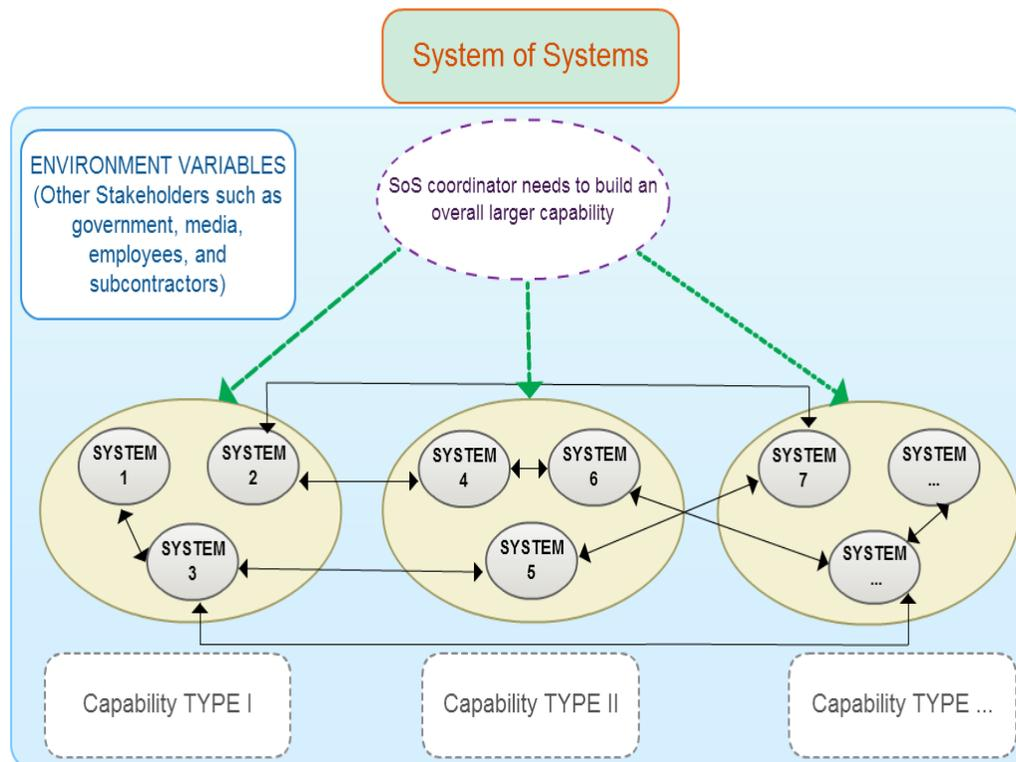 System of Systems
ENVIRONMENT VARIABLES
(Other Stakeholders such as
government, media,
employees, and
subcontractors)
SoS coordinator needs to build an
overall larger capability
SYSTEM
1
SYSTEM
2
SYSTEM
3
SYSTEM
4
SYSTEM
6
SYSTEM
5
SYSTEM
7
SYSTEM
...
SYSTEM
...
Capability TYPE I
Capability TYPE II
Capability TYPE ...